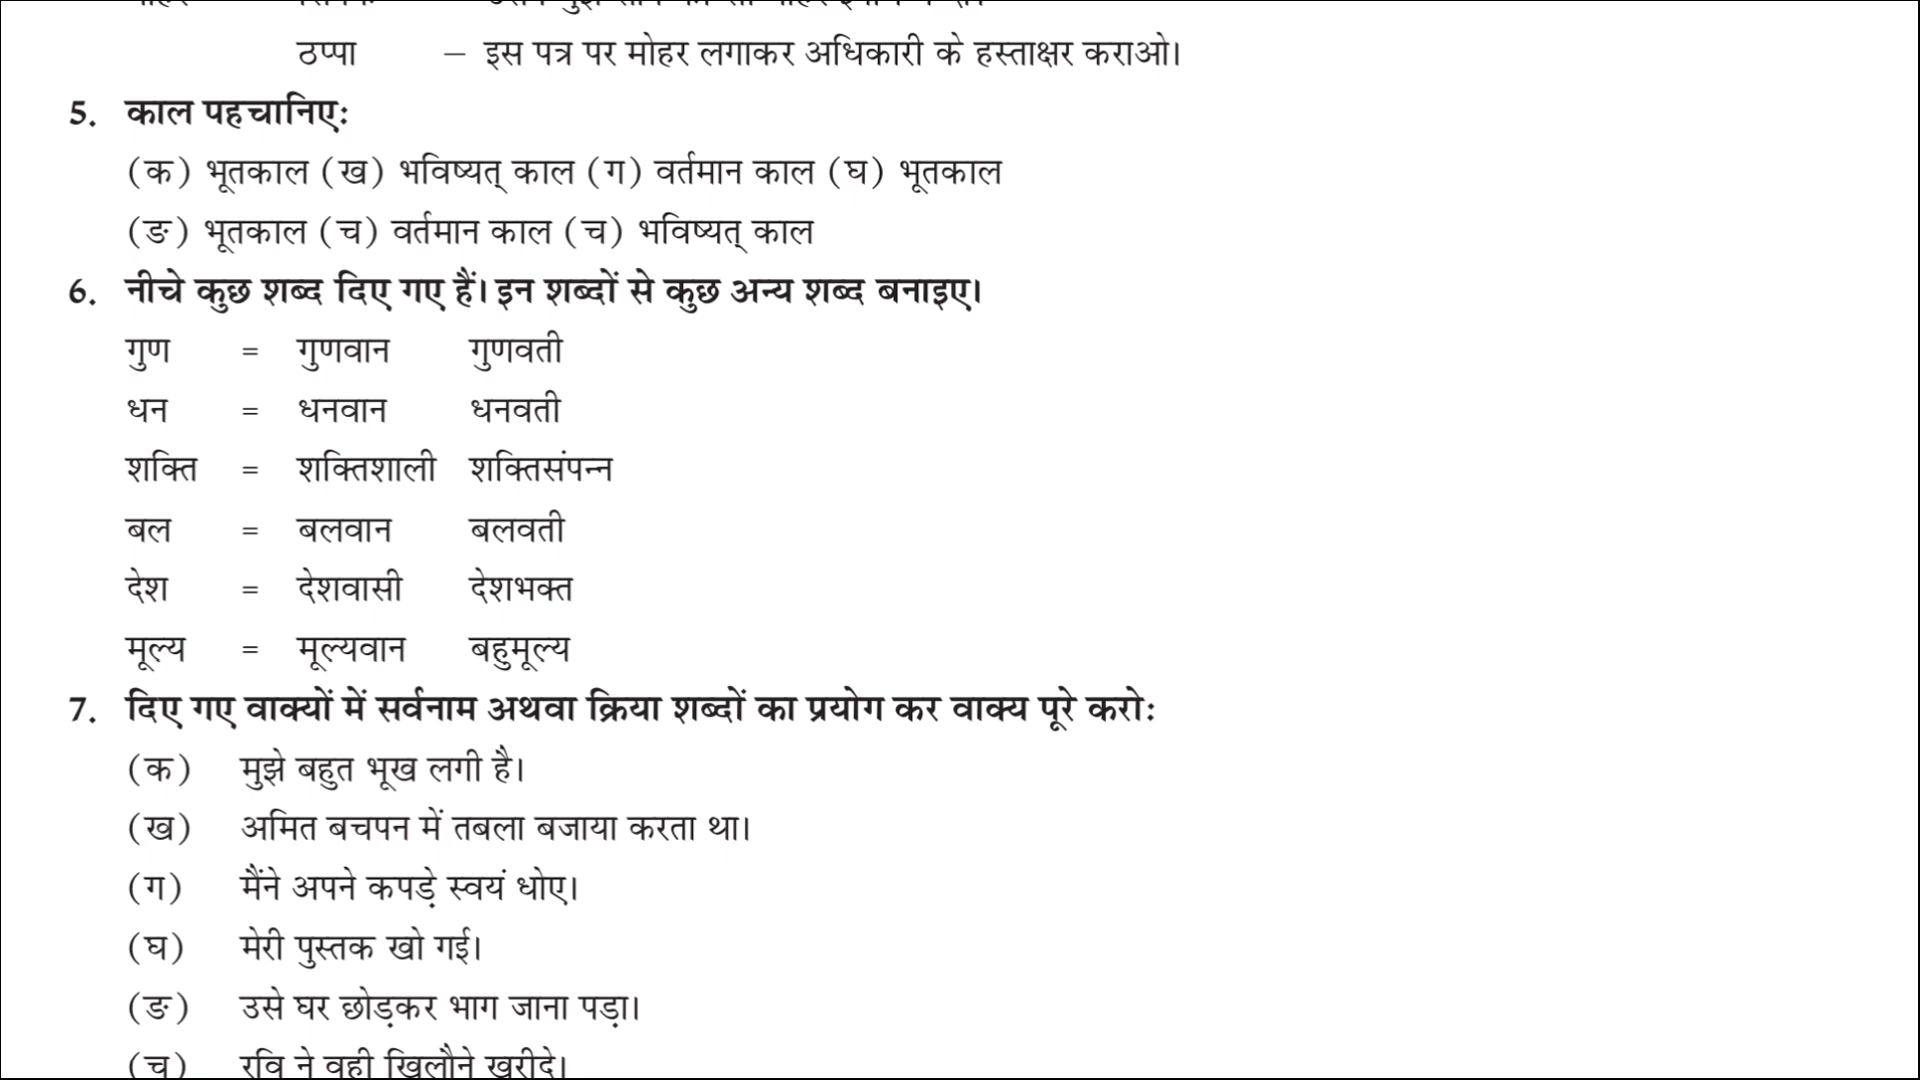 ठप्पा – इस पत्र पर मोहर लगाकर अधिकारी के हस्ताक्षर कराओ।
5. काल पहचानिए:
(क) भूतकाल (ख) भविष्यत् काल (ग) वर्तमान काल (घ) भूतकाल
(ङ) भूतकाल (च) वर्तमान काल (च) भविष्यत् काल
6. नीचे कुछ शब्द दिए गए हैं। इन शब्दों से कुछ अन्य शब्द बनाइए।
गुण = गुणवान गुणवती
धन = धनवान धनवती
शक्ति = शक्तिशाली शक्तिसंपन्न
बल = बलवान बलवती
देश = देशवासी देशभक्त
मूल्य = मूल्यवान बहुमूल्य
7. दिए गए वाक्यों में सर्वनाम अथवा क्रिया शब्दों का प्रयोग कर वाक्य पूरे करो:
(क) मुझे बहुत भूख लगी है।
(ख) अमित बचपन में तबला बजाया करता था।
(ग) मैंने अपने कपड़े स्वयं धोए।
(घ) मेरी पुस्तक खो गई।
(ङ) उसे घर छोड़कर भाग जाना पड़ा।
(च) रवि ने वही खिलौने खरीदे।